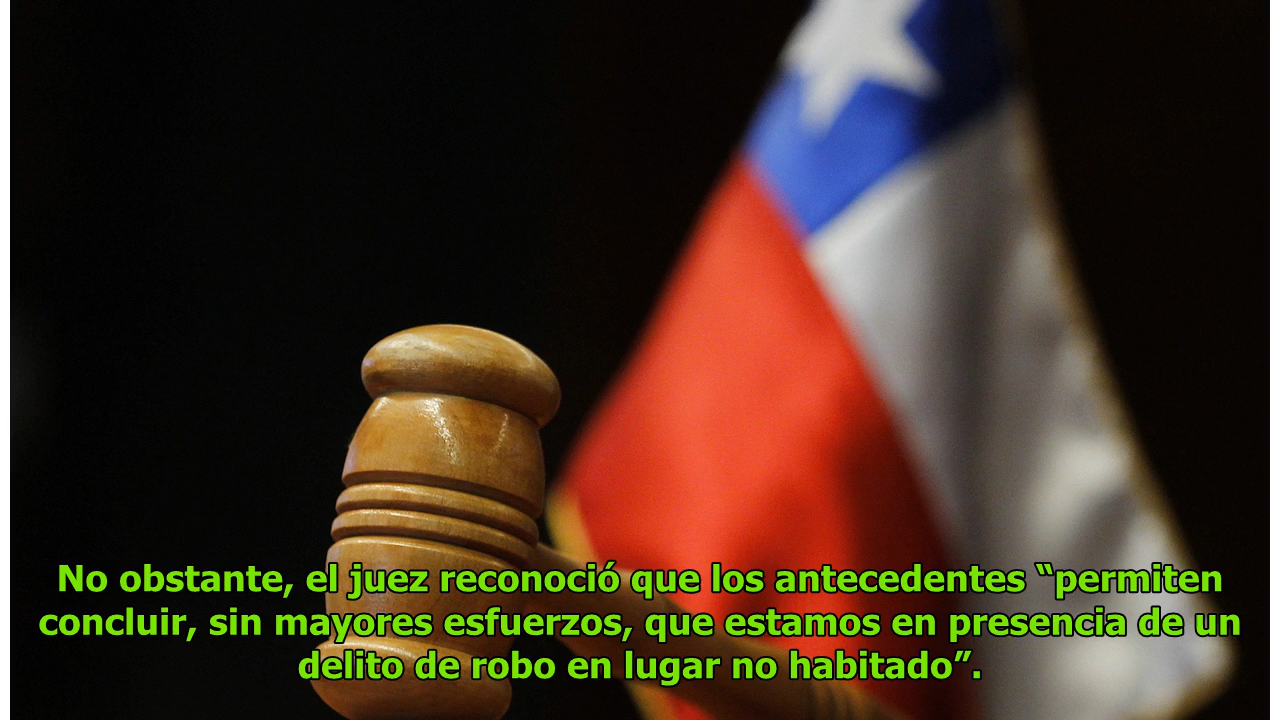 No obstante, el juez reconoció que los antecedentes “permiten
concluir, sin mayores esfuerzos, que estamos en presencia de un
delito de robo en lugar no habitado”.